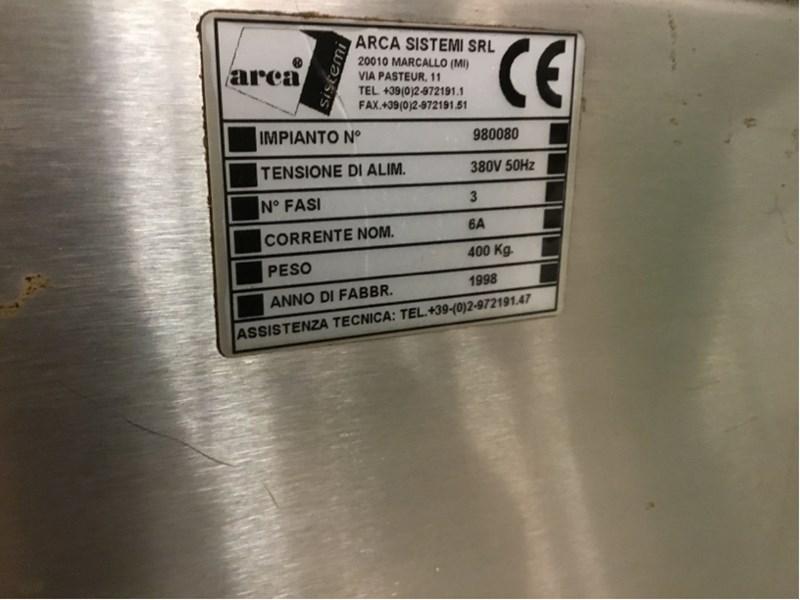 arca®
sistemi
ARCA SISTEMI SRL
20010 MARCALLO (MI)
VIA PASTEUR, 11
TEL. +39(0)2-972191.1
FAX.+39(0)2-972191.51
CE
IMPIANTO N° 980080
TENSIONE DI ALIM. 380V 50Hz
N° FASI 3
CORRENTE NOM. 6A
PESO 400 Kg.
ANNO DI FABBR. 1998
ASSISTENZA TECNICA: TEL.+39-(0)2-972191.47